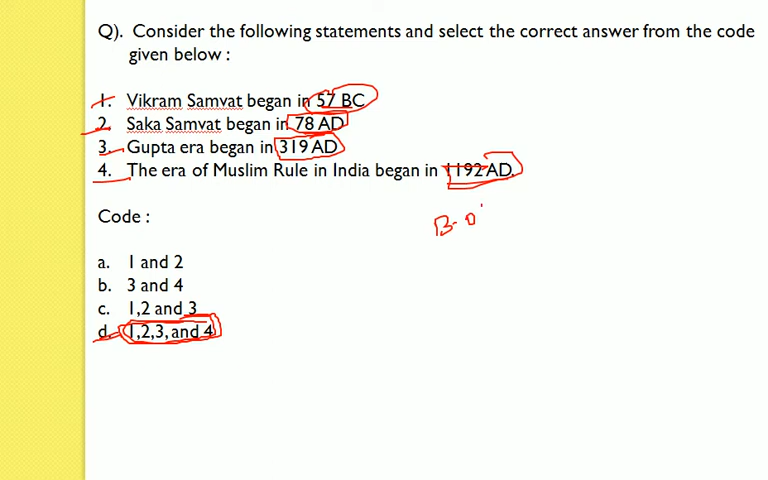 Q). Consider the following statements and select the correct answer from the code
given below :
1. Vikram Samvat began in 57 BC
2. Saka Samvat began in 78 AD
3. Gupta era began in 319 AD
4. The era of Muslim Rule in India began in 1192 AD.
Code :
a. 1 and 2
b. 3 and 4
c. 1,2 and 3
d. 1,2,3, and 4